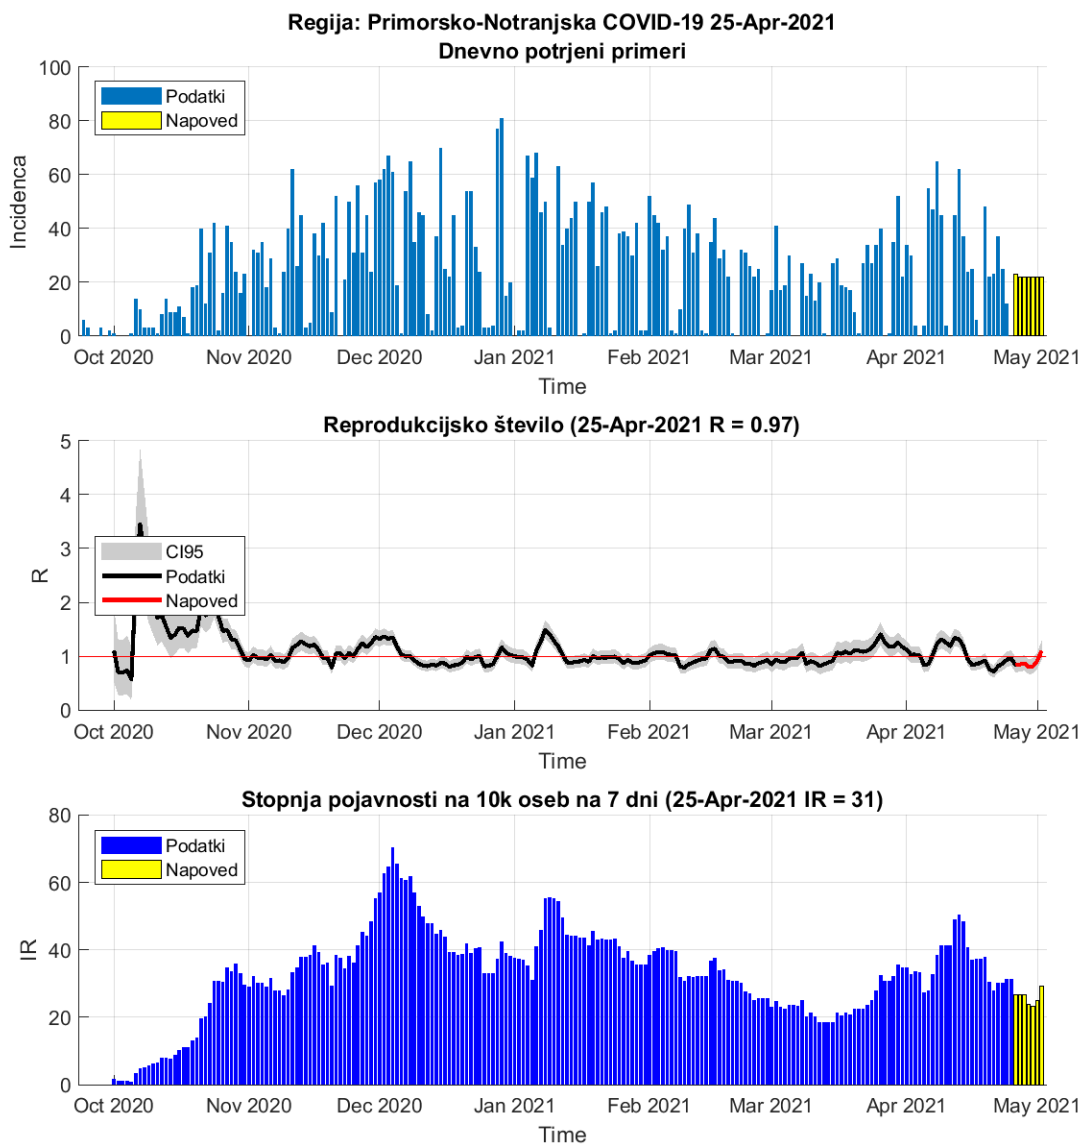 Regija: Primorsko-Notranjska COVID-19 25-Apr-2021
Dnevno potrjeni primeri
100
80
60
40
20
0
Incidenca
Podatki
Napoved
Oct 2020 Nov 2020 Dec 2020 Jan 2021 Feb 2021 Mar 2021 Apr 2021 May 2021
Time
Reprodukcijsko število (25-Apr-2021 R = 0.97)
5
4
3
2
1
0
R
CI95
Podatki
Napoved
Oct 2020 Nov 2020 Dec 2020 Jan 2021 Feb 2021 Mar 2021 Apr 2021 May 2021
Time
Stopnja pojavnosti na 10k oseb na 7 dni (25-Apr-2021 IR = 31)
80
60
40
20
0
IR
Podatki
Napoved
Oct 2020 Nov 2020 Dec 2020 Jan 2021 Feb 2021 Mar 2021 Apr 2021 May 2021
Time